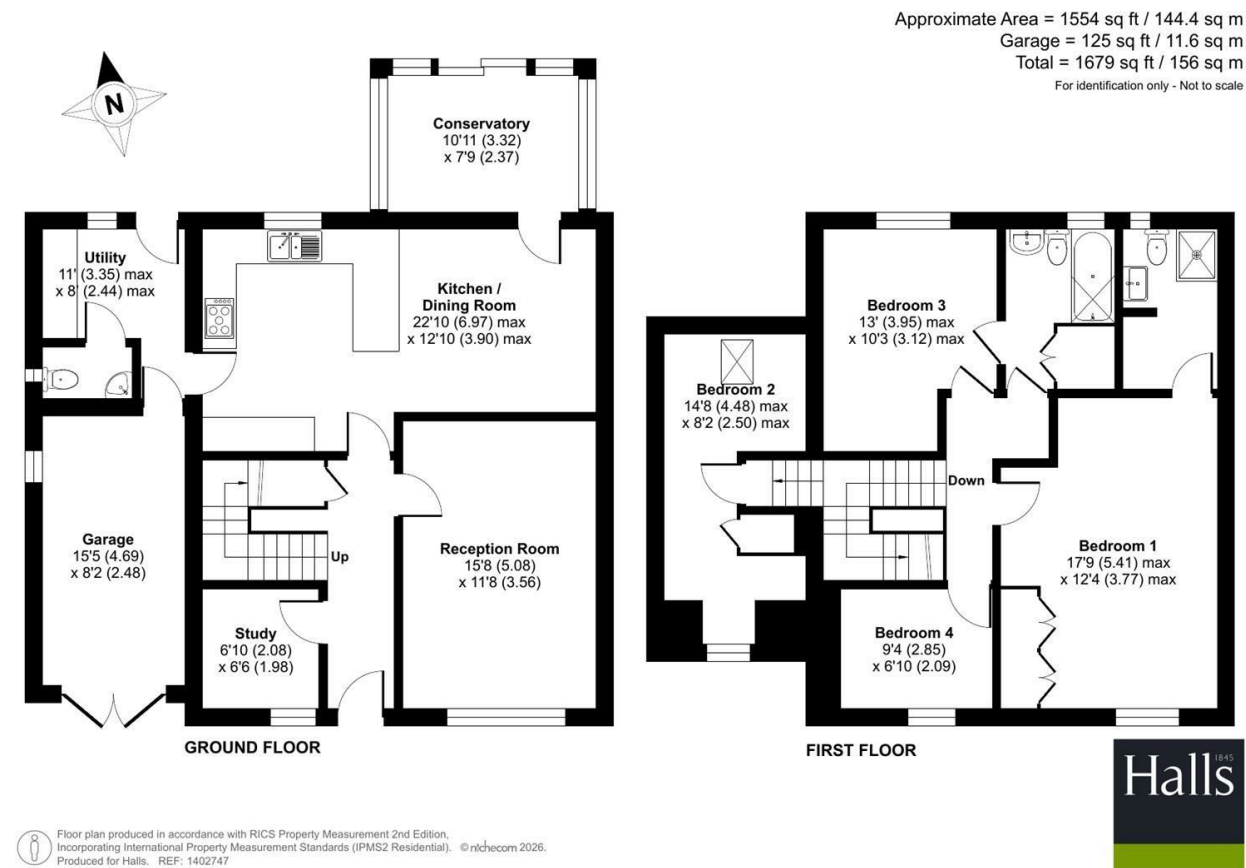 Approximate Area = 1554 sq ft / 144.4 sq m
Garage = 125 sq ft / 11.6 sq m
Total = 1679 sq ft / 156 sq m
For identification only - Not to scale
N
Conservatory
10'11 (3.32)
x 7'9 (2.37)
Utility
11' (3.35) max
x 8' (2.44) max
Kitchen /
Dining Room
22'10 (6.97) max
x 12'10 (3.90) max
Garage
15'5 (4.69)
x 8'2 (2.48)
Up
Reception Room
15'8 (5.08)
x 11'8 (3.56)
Study
6'10 (2.08)
x 6'6 (1.98)
GROUND FLOOR
Bedroom 3
13' (3.95) max
x 10'3 (3.12) max
Bedroom 2
14'8 (4.48) max
x 8'2 (2.50) max
Down
Bedroom 1
17'9 (5.41) max
x 12'4 (3.77) max
Bedroom 4
9'4 (2.85)
x 6'10 (2.09)
FIRST FLOOR
Halls
1845
Floor plan produced in accordance with RICS Property Measurement 2nd Edition,
Incorporating International Property Measurement Standards (IPMS2 Residential). ©nichecom 2026.
Produced for Halls. REF: 1402747